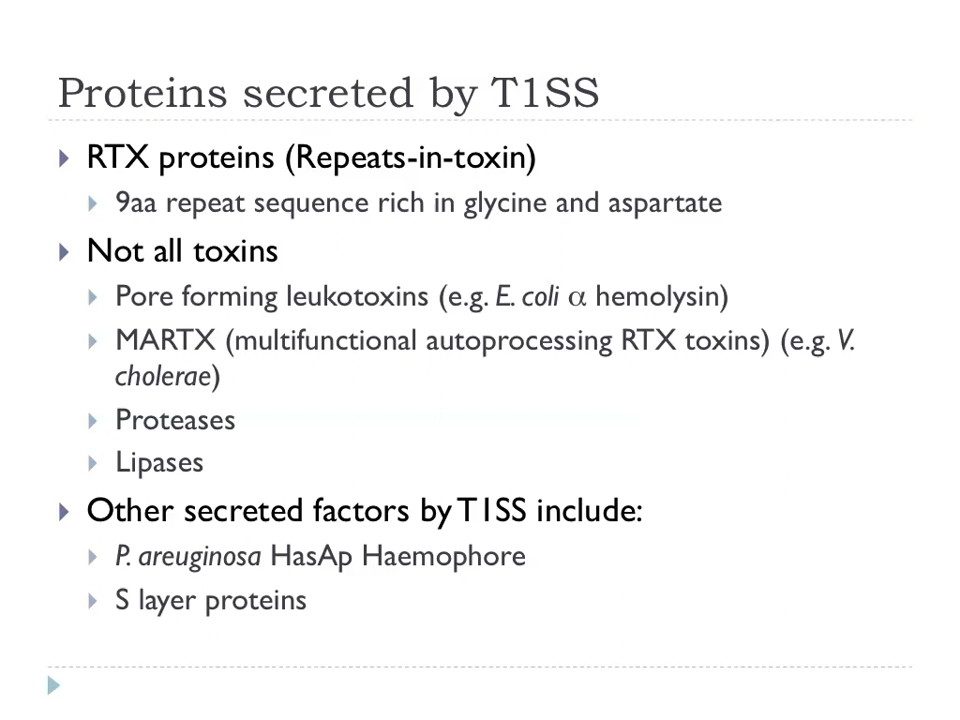 Proteins secreted by T1SS
RTX proteins (Repeats-in-toxin)
9aa repeat sequence rich in glycine and aspartate
Not all toxins
Pore forming leukotoxins (e.g. E. coli α hemolysin)
MARTX (multifunctional autoprocessing RTX toxins) (e.g. V.
cholerae)
Proteases
Lipases
Other secreted factors by T1SS include:
P. areuginosa HasAp Haemophore
S layer proteins